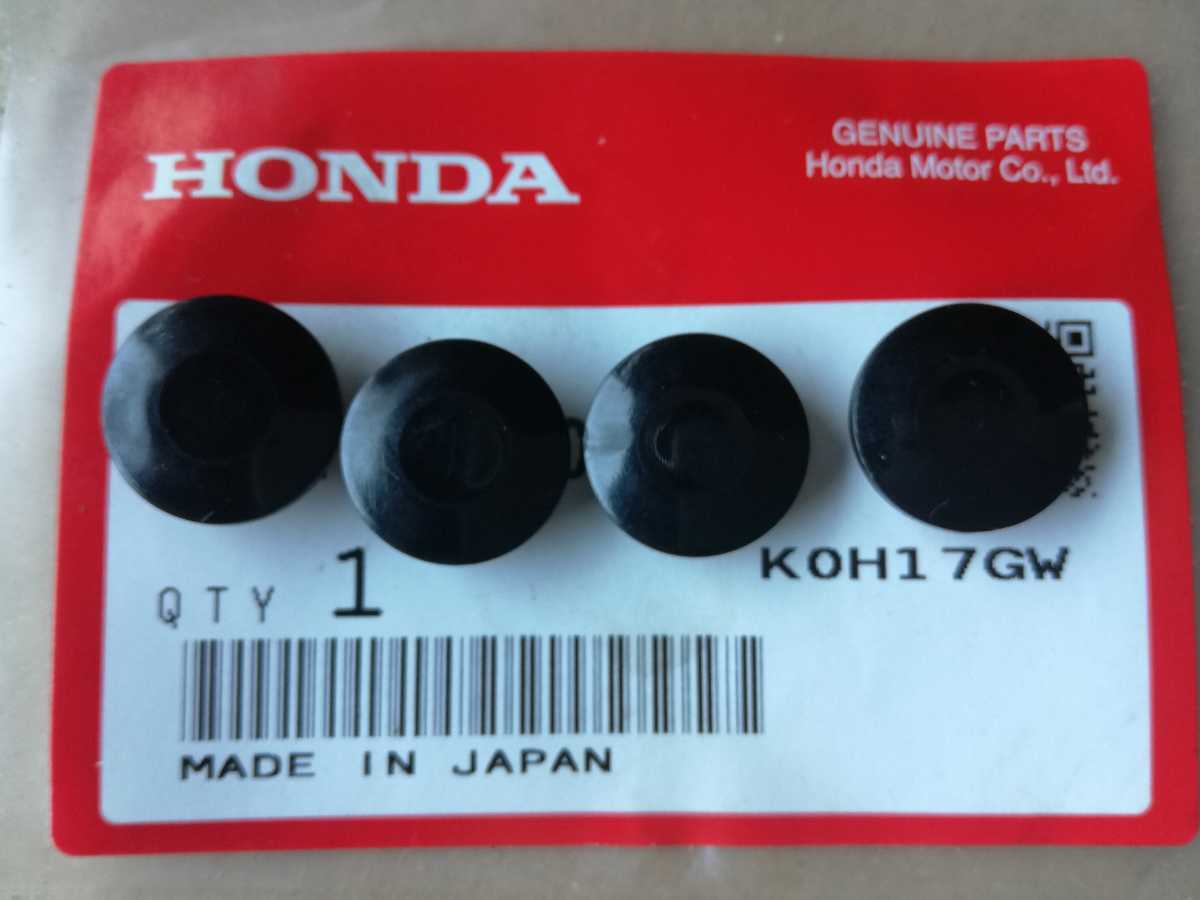 HONDA
GENUINE PARTS
Honda Motor Co., Ltd.
K0H17GW
QTY 1
MADE IN JAPAN